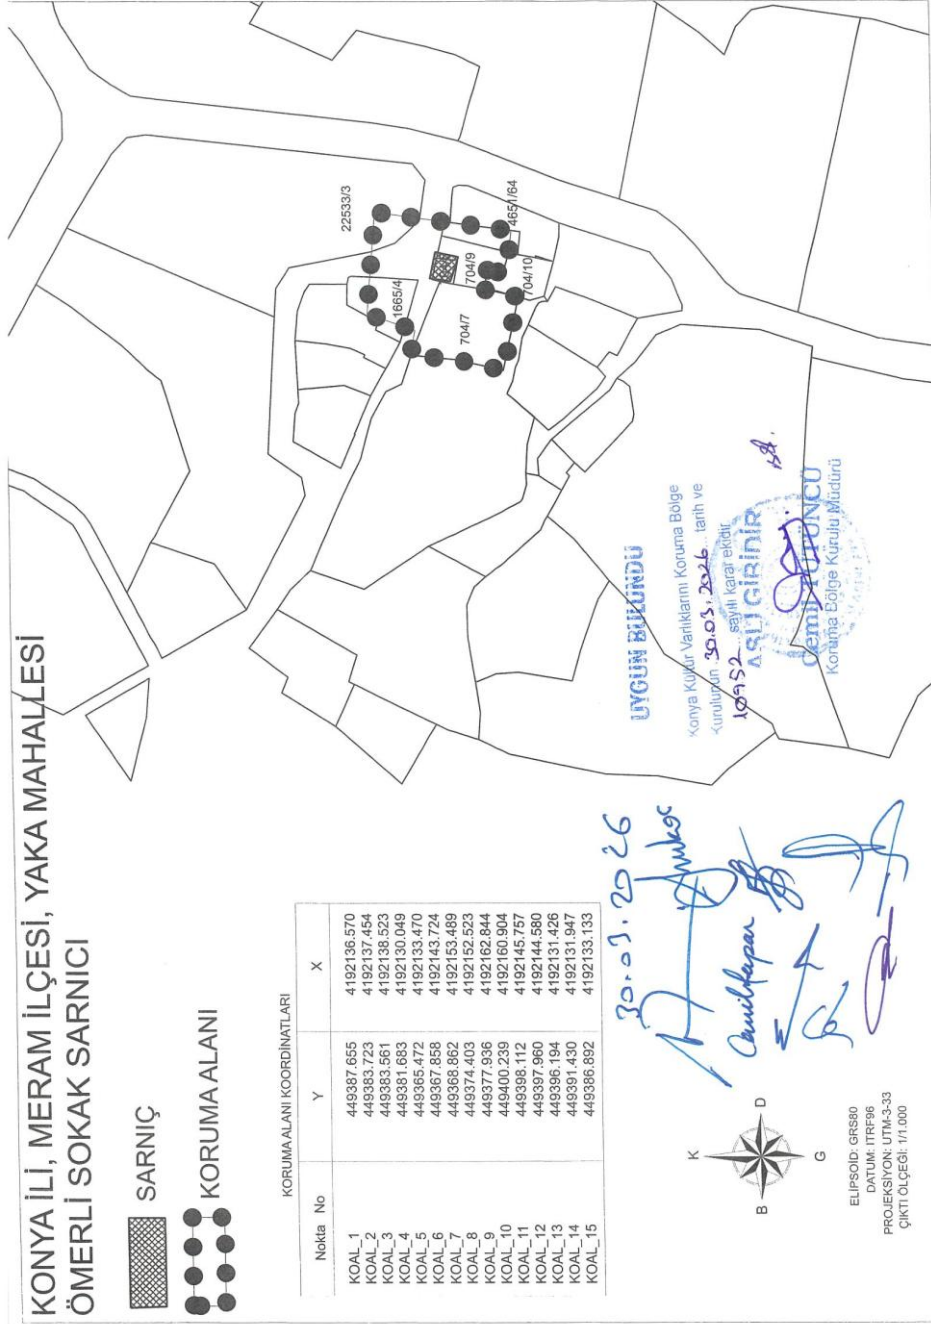 KONYA İLİ, MERAM İLÇESİ, YAKA MAHALLESİ
ÖMERLİ SOKAK SARNICI
SARNIÇ
KORUMA ALANI
KORUMA ALANI KOORDİNATLARI
Nokta No Y X
KOAL_1 449387.655 4192136.570
KOAL_2 449383.723 4192137.454
KOAL_3 449383.561 4192138.523
KOAL_4 449381.683 4192130.049
KOAL_5 449365.472 4192133.470
KOAL_6 449367.858 4192143.724
KOAL_7 449368.862 4192153.489
KOAL_8 449374.403 4192152.523
KOAL_9 449377.936 4192162.844
KOAL_10 449400.239 4192160.904
KOAL_11 449398.112 4192145.757
KOAL_12 449397.960 4192144.580
KOAL_13 449396.194 4192131.426
KOAL_14 449391.430 4192131.947
KOAL_15 449386.892 4192133.133
K
B
D
G
ELİPSOİD: GRS80
DATUM: ITRF96
PROJEKSİYON: UTM-3-33
ÇIKTI ÖLÇEĞİ: 1/1.000
30.03.2026
22533/3
1665/4
704/9
704/7
704/10
4651/64
UYGUN BULUNDU
Konya Kültür Varlıklarını Koruma Bölge
Kurulunun 30.03.2026 tarih ve
10952 sayılı karar ekidir
ASLI GİBİDİR
Cemil TÜTÜNCÜ
Koruma Bölge Kurulu Müdürü